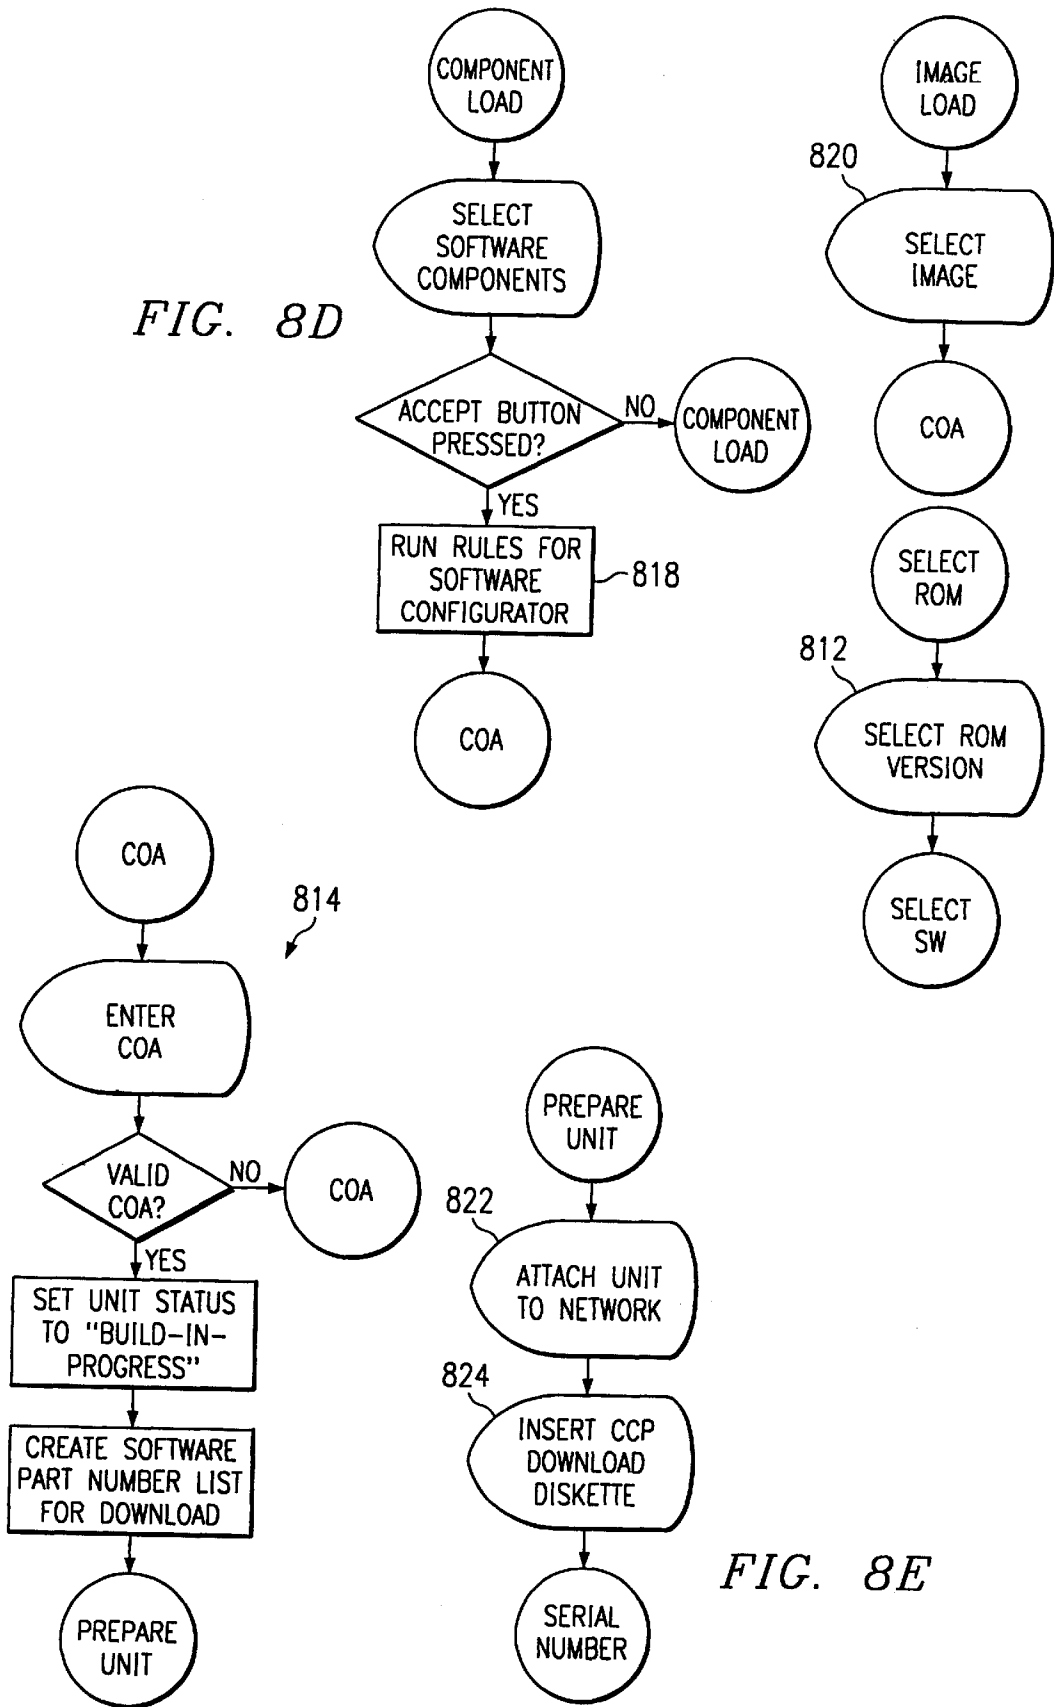 COMPONENT
LOAD
SELECT
SOFTWARE
COMPONENTS
FIG. 8D
ACCEPT BUTTON
PRESSED?
NO
COMPONENT
LOAD
YES
RUN RULES FOR
SOFTWARE
CONFIGURATOR
818
COA
IMAGE
LOAD
820
SELECT
IMAGE
COA
SELECT
ROM
812
SELECT ROM
VERSION
SELECT
SW
COA
814
ENTER
COA
VALID
COA?
NO
COA
YES
SET UNIT STATUS
TO "BUILD-IN-
PROGRESS"
CREATE SOFTWARE
PART NUMBER LIST
FOR DOWNLOAD
PREPARE
UNIT
PREPARE
UNIT
822
ATTACH UNIT
TO NETWORK
824
INSERT CCP
DOWNLOAD
DISKETTE
SERIAL
NUMBER
FIG. 8E